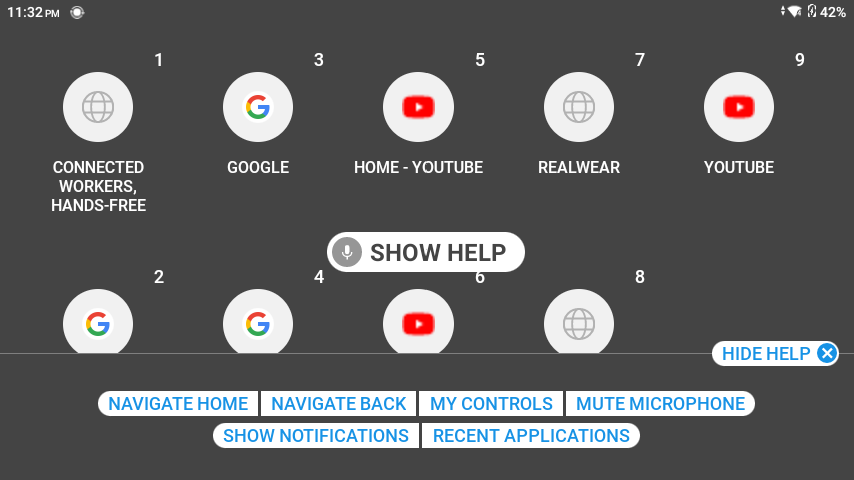 11:32 PM
42%
1
3
5
7
9
CONNECTED
WORKERS,
HANDS-FREE
GOOGLE
HOME - YOUTUBE
REALWEAR
YOUTUBE
SHOW HELP
2
4
6
8
HIDE HELP
NAVIGATE HOME
NAVIGATE BACK
MY CONTROLS
MUTE MICROPHONE
SHOW NOTIFICATIONS
RECENT APPLICATIONS